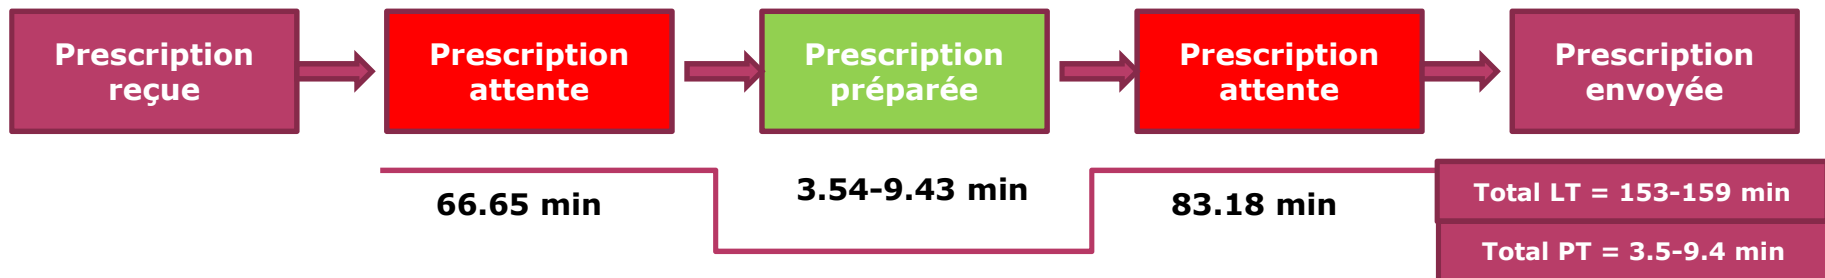 Prescription
reçue
Prescription
attente
Prescription
préparée
Prescription
attente
Prescription
envoyée
66.65 min
3.54-9.43 min
83.18 min
Total LT = 153-159 min
Total PT = 3.5-9.4 min